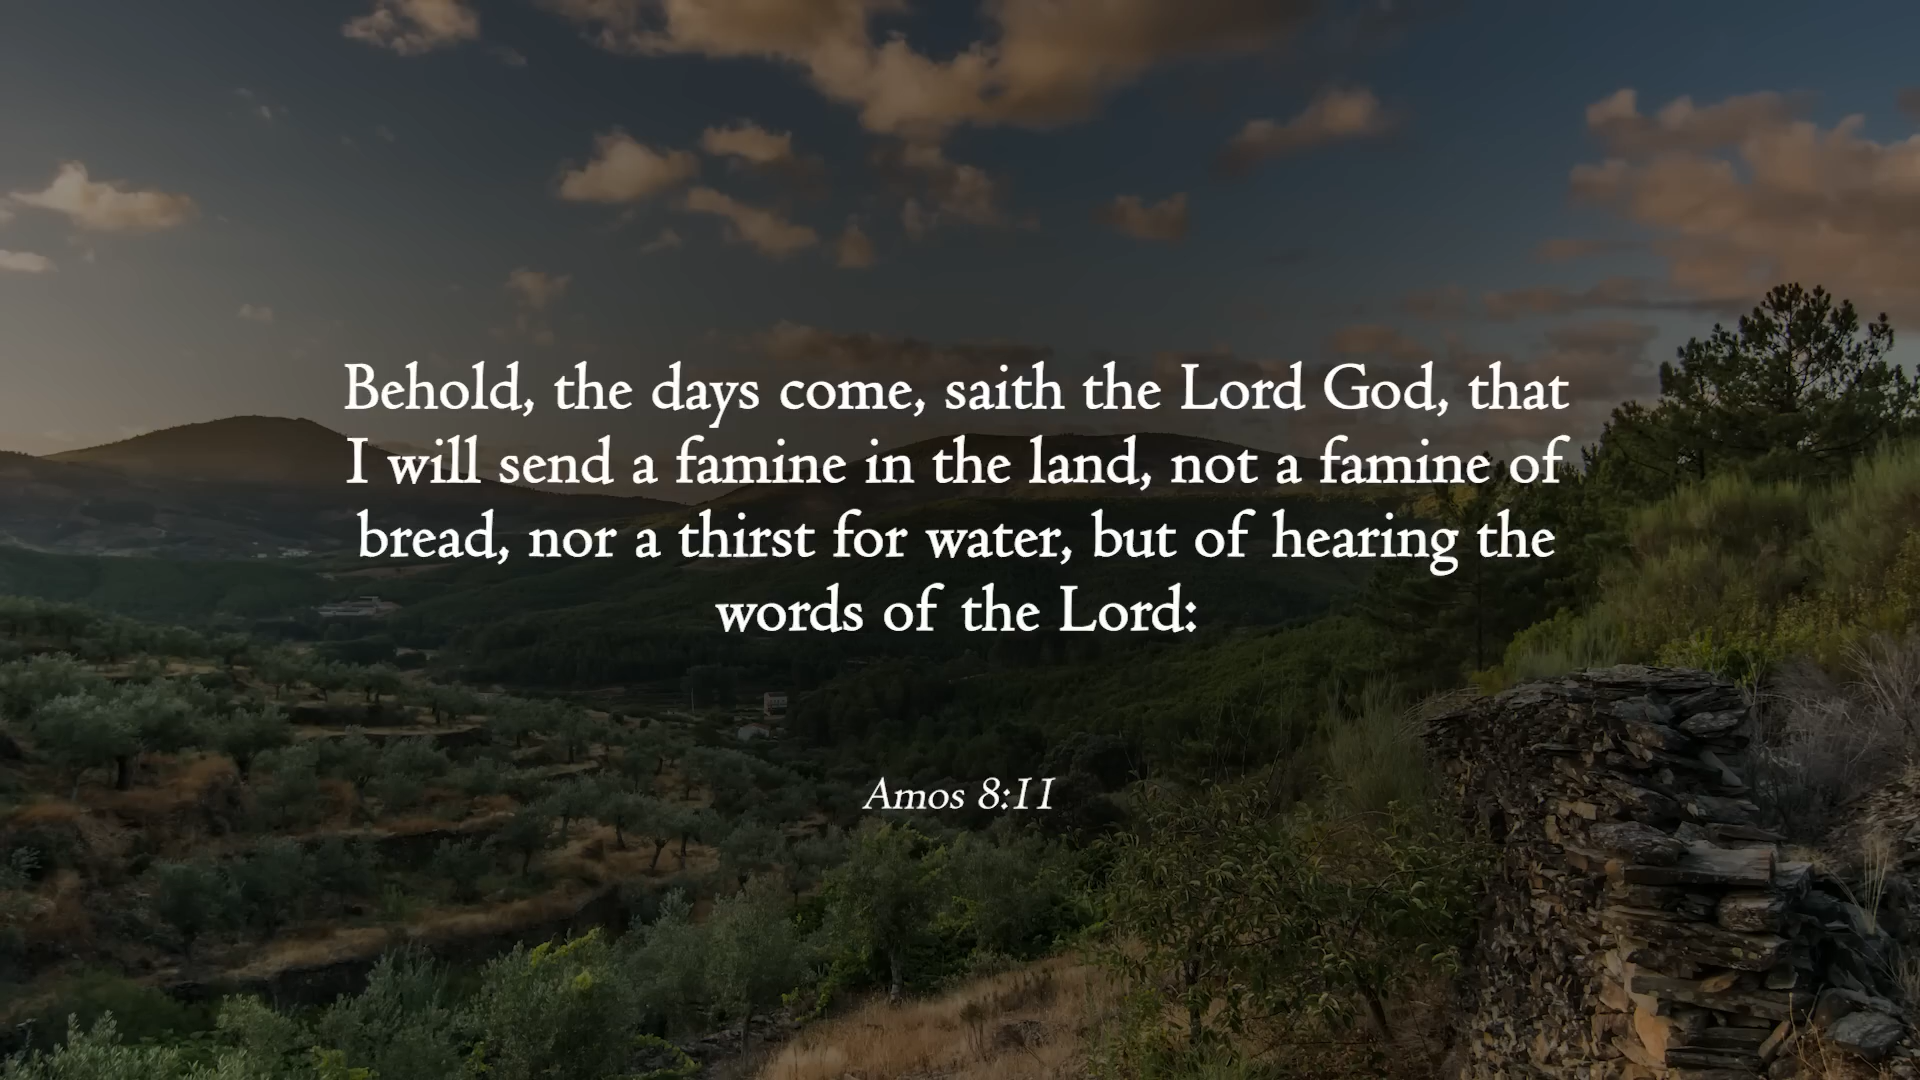 Behold, the days come, saith the Lord God, that
I will send a famine in the land, not a famine of
bread, nor a thirst for water, but of hearing the
words of the Lord:
Amos 8:11